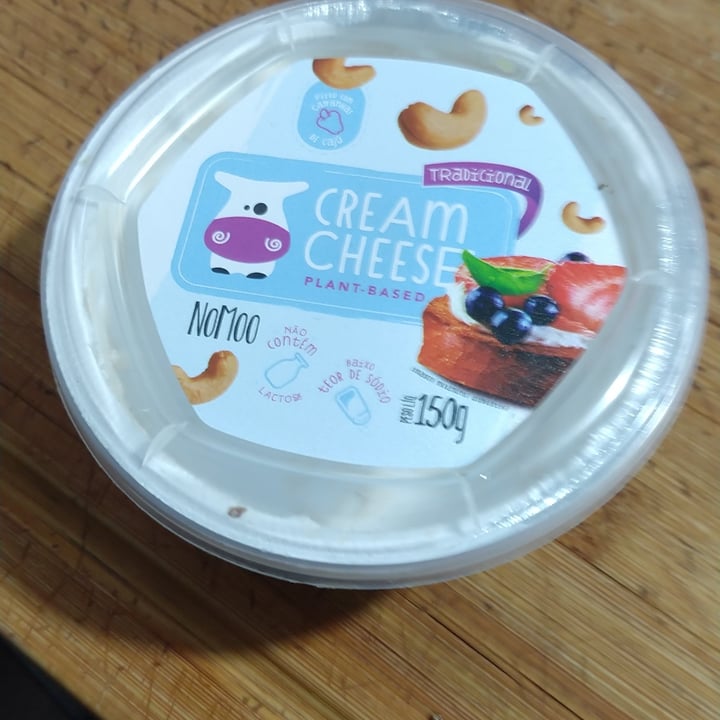 FEITO COM
CASTANHAS
DE CAJU
TRADICIONAL
CREAM
CHEESE
PLANT-BASED
NOMOO
NÃO
CONTÉM
LACTOSE
BAIXO
TEOR DE SÓDIO
PESO LÍQ.
150g